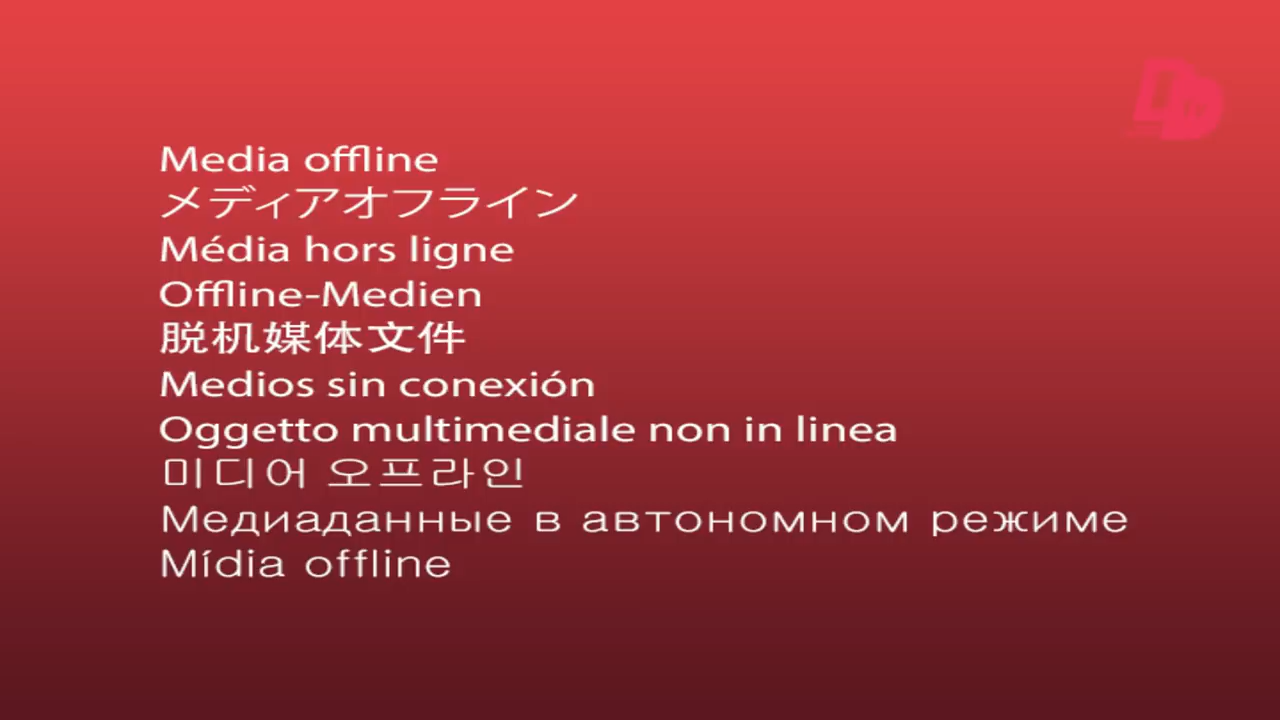 Media offline
メディアオフライン
Média hors ligne
Offline-Medien
脱机媒体文件
Medios sin conexión
Oggetto multimediale non in linea
미디어 오프라인
Медиаданные в автономном режиме
Mídia offline